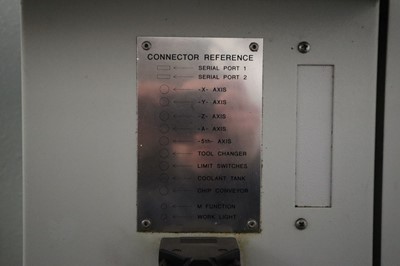 CONNECTOR REFERENCE
SERIAL PORT 1
SERIAL PORT 2
-X- AXIS
-Y- AXIS
-Z- AXIS
-A- AXIS
-5th- AXIS
TOOL CHANGER
LIMIT SWITCHES
COOLANT TANK
CHIP CONVEYOR
M FUNCTION
WORK LIGHT